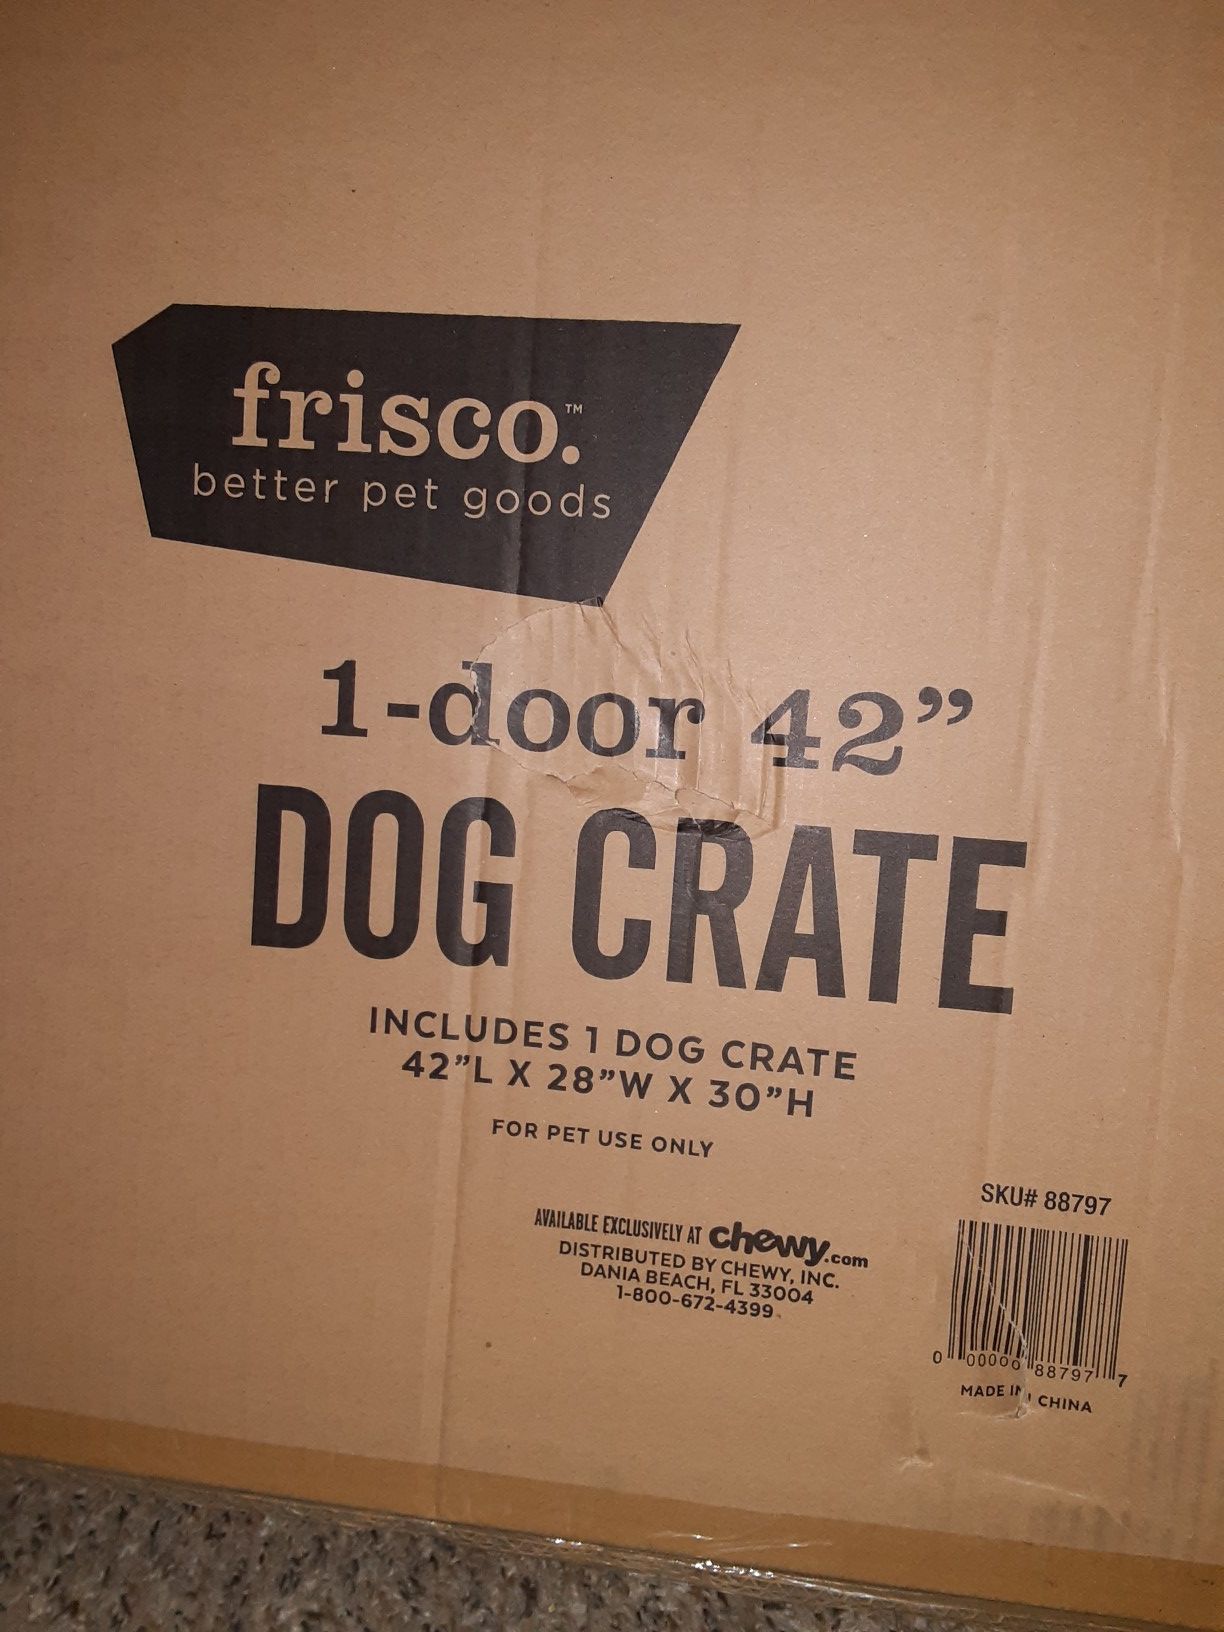 frisco.™
better pet goods
1-door 42”
DOG CRATE
INCLUDES 1 DOG CRATE
42”L X 28”W X 30”H
FOR PET USE ONLY
AVAILABLE EXCLUSIVELY AT chewy.com
DISTRIBUTED BY CHEWY, INC.
DANIA BEACH, FL 33004
1-800-672-4399
SKU# 88797
0 00000 88797 7
MADE IN CHINA